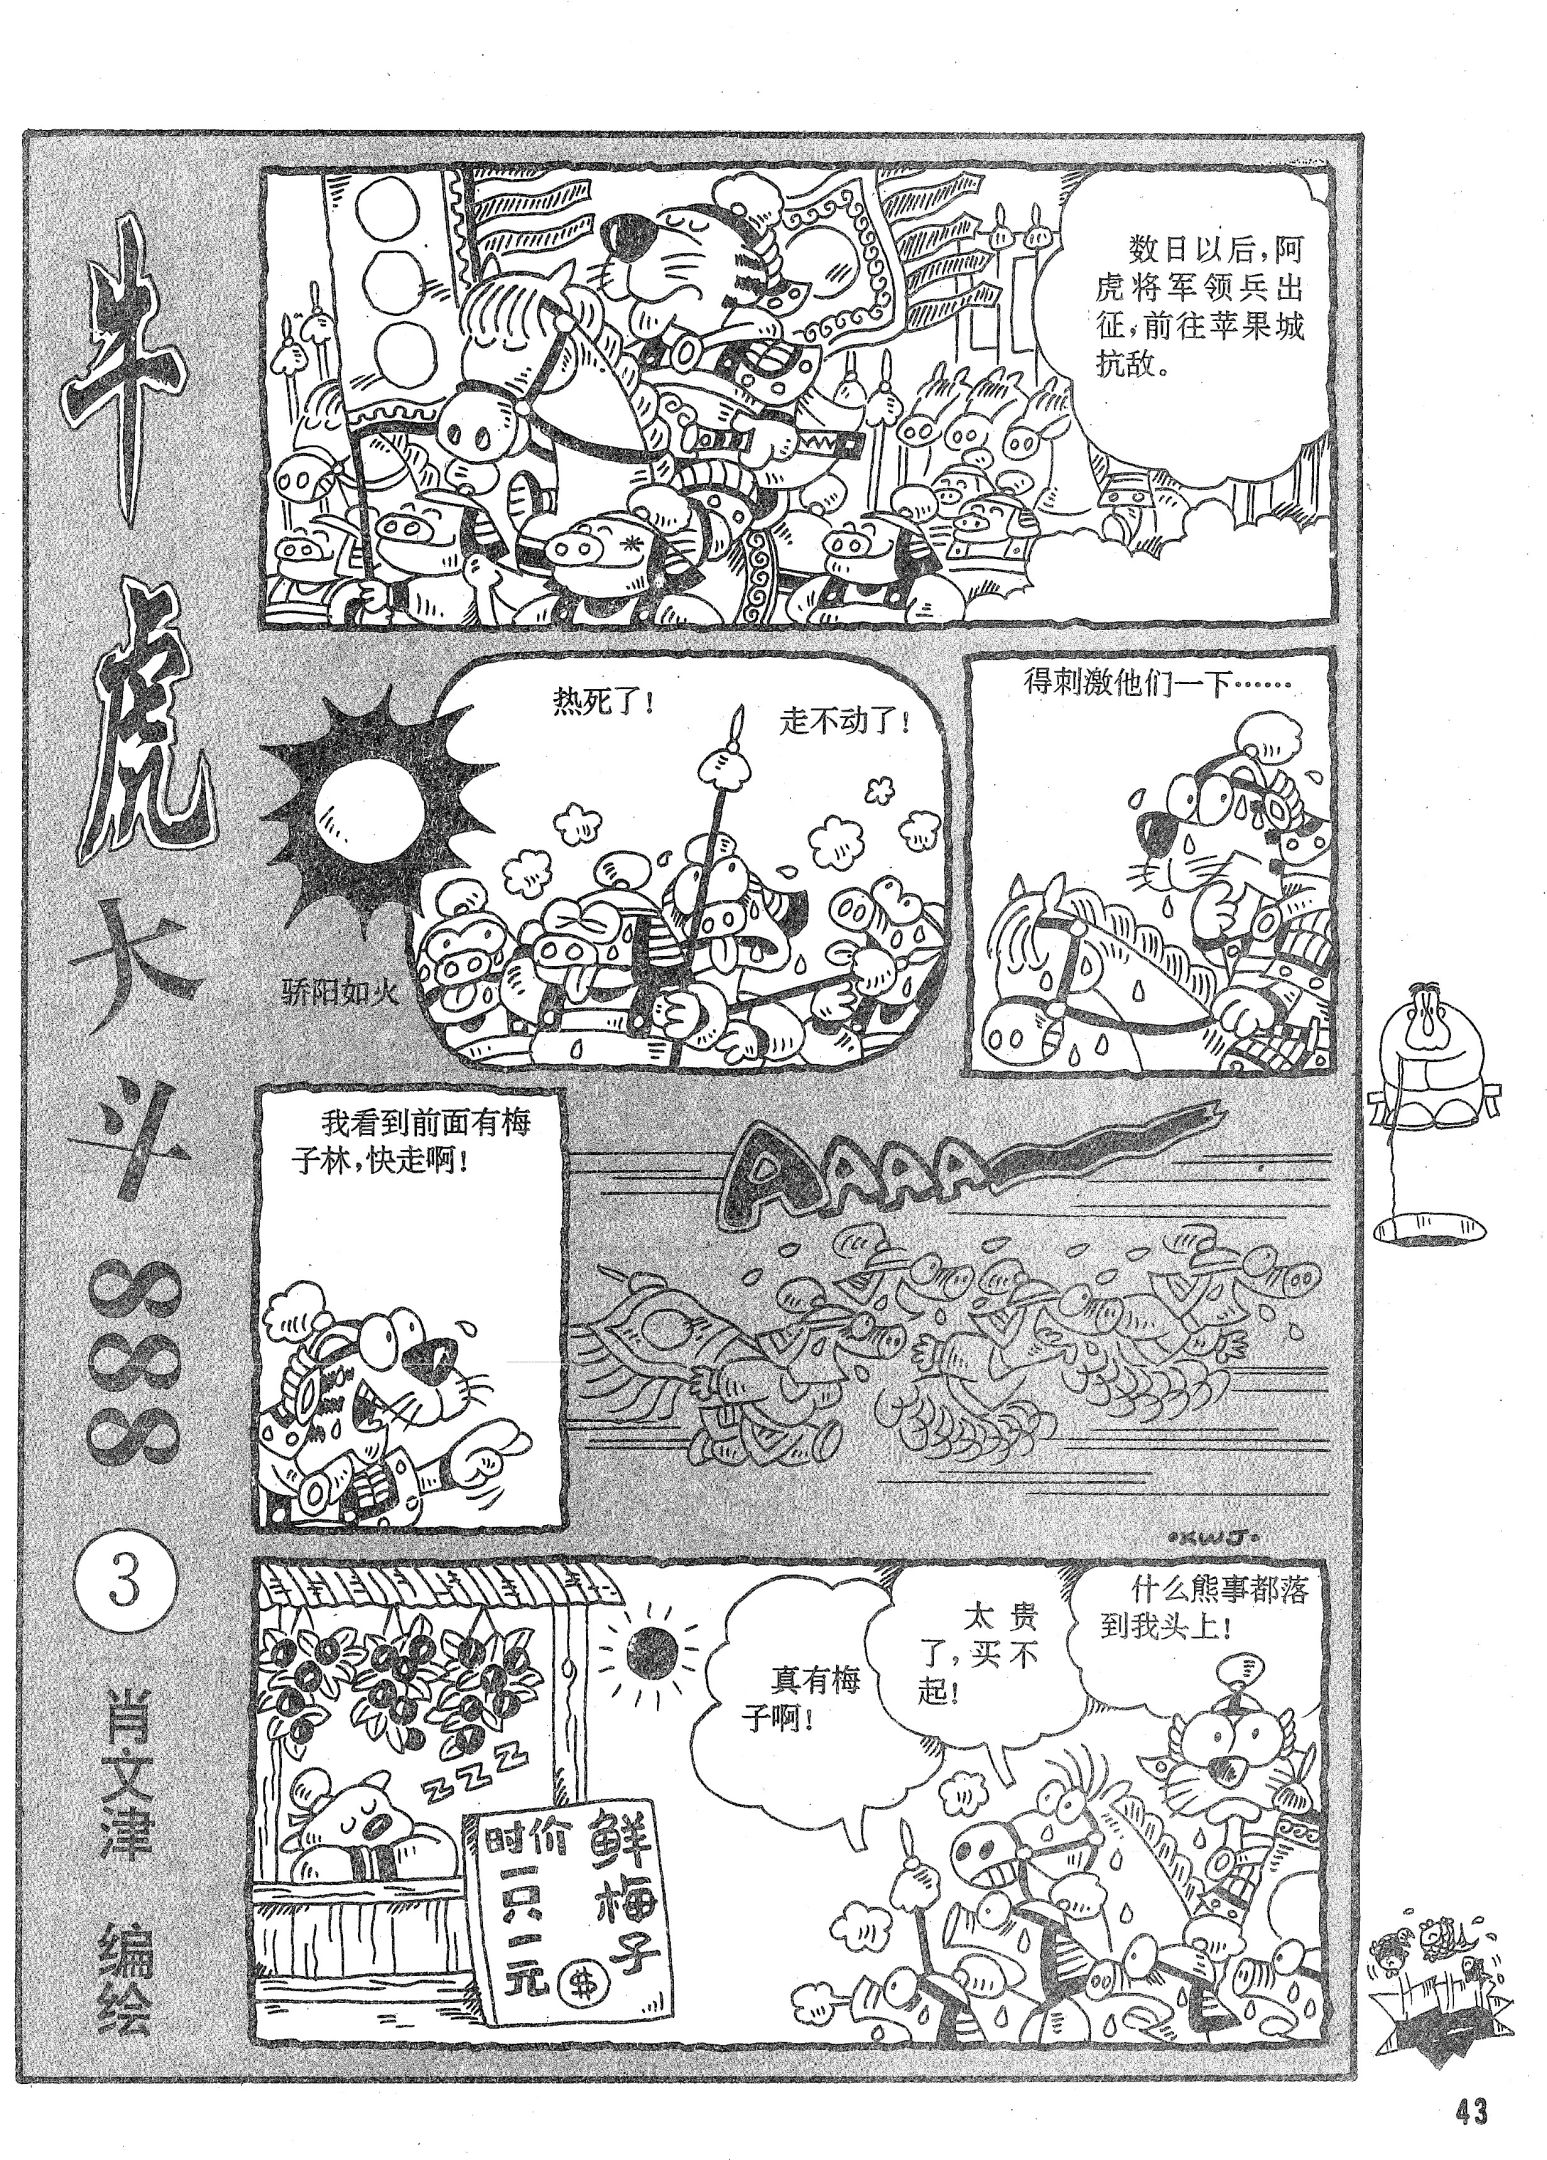 牛虎大斗888
3
肖文津 编绘
数日以后,阿
虎将军领兵出
征,前往苹果城
抗敌。
骄阳如火
热死了!
走不动了!
得刺激他们一下……
我看到前面有梅
子林,快走啊!
AAAA
·KWJ·
zzz
鲜梅子
时价
一只一元
$
真有梅
子啊!
太贵
了,买不
起!
什么熊事都落
到我头上!
43